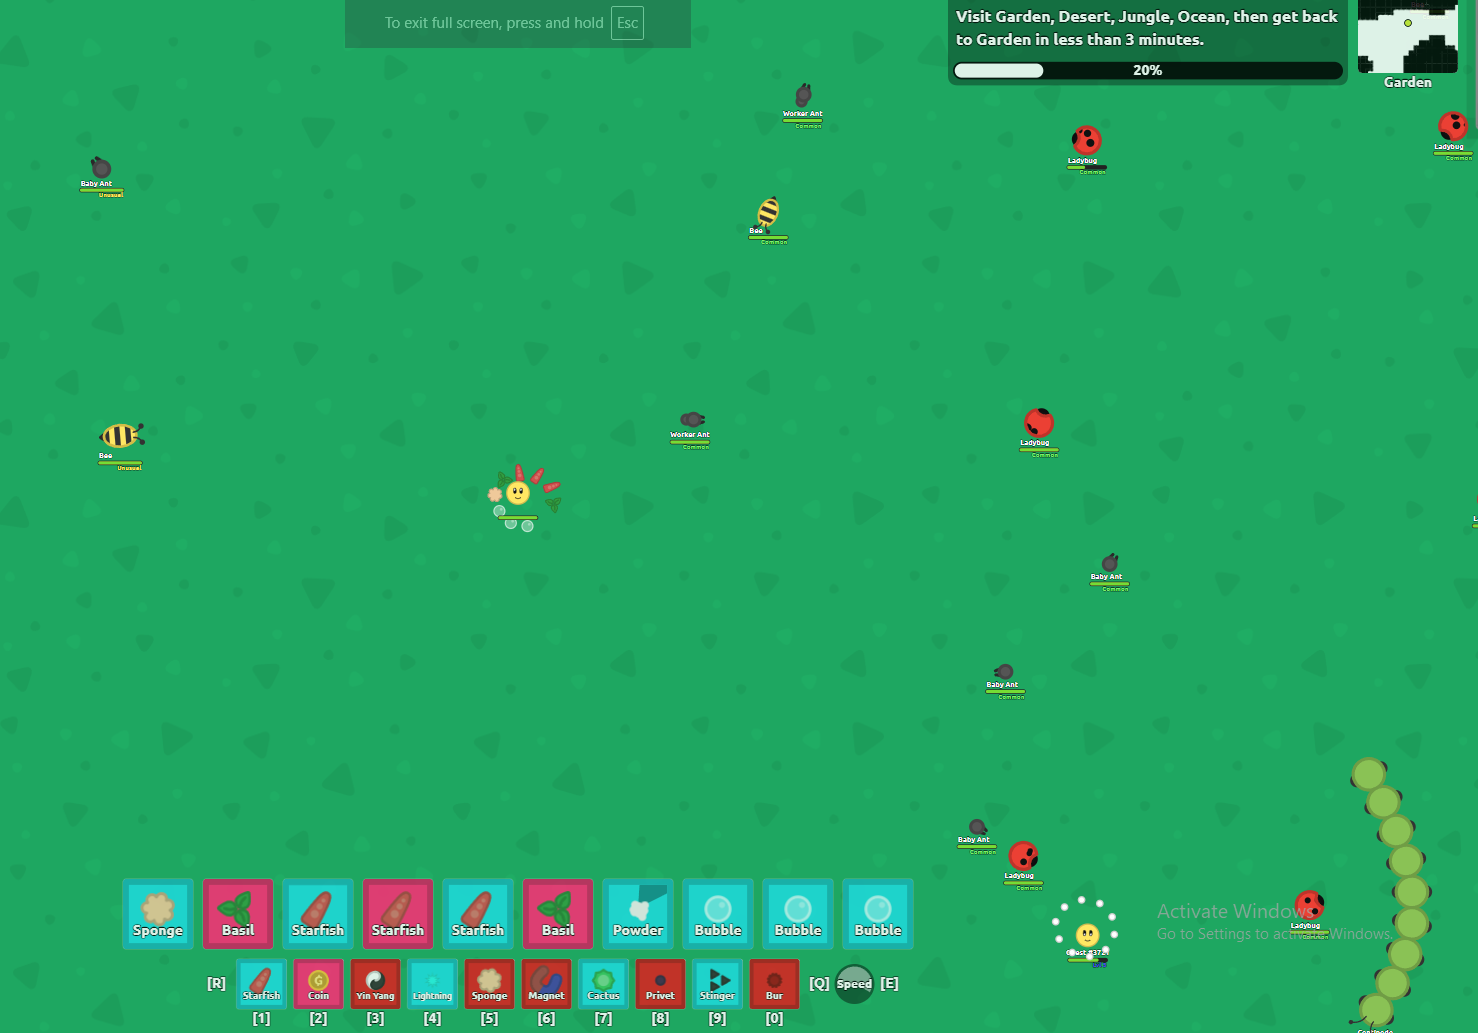 To exit full screen, press and hold Esc
Visit Garden, Desert, Jungle, Ocean, then get back
to Garden in less than 3 minutes.
20%
Garden
Worker Ant
Common
Ladybug
Common
Ladybug
Common
Baby Ant
Unusual
Bee
Common
Worker Ant
Common
Ladybug
Common
Bee
Unusual
Baby Ant
Common
Baby Ant
Common
Baby Ant
Common
Ladybug
Common
Ladybug
Common
Activate Windows
Go to Settings to activate Windows.
Sponge
Basil
Starfish
Starfish
Starfish
Basil
Powder
Bubble
Bubble
Bubble
[R]
Starfish
Coin
Yin Yang
Lightning
Sponge
Magnet
Cactus
Privet
Stinger
Bur
[Q]
Speed
[E]
[1]
[2]
[3]
[4]
[5]
[6]
[7]
[8]
[9]
[0]